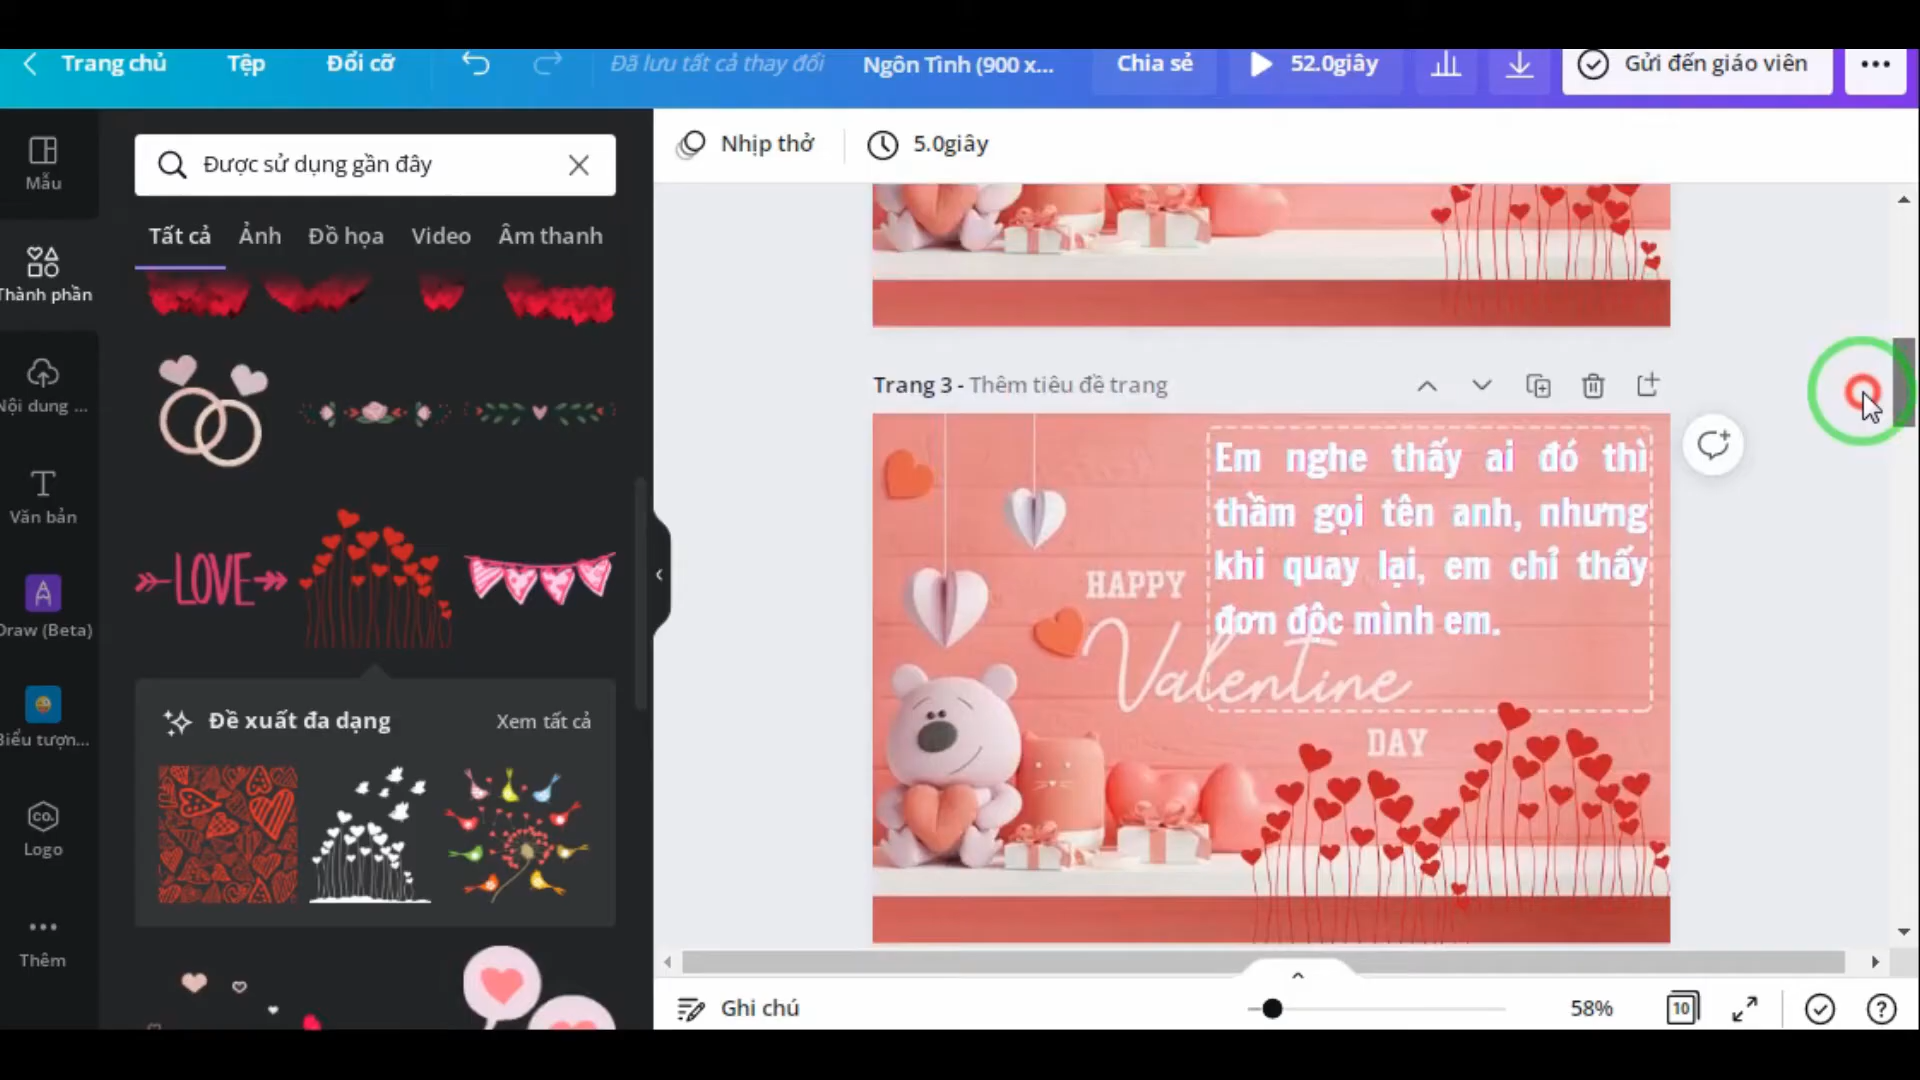 Trang chủ
Tệp
Đổi cỡ
Đã lưu tất cả thay đổi
Ngôn Tình (900 x...
Chia sẻ
52.0giây
Gửi đến giáo viên
Mẫu
Thành phần
Nội dung ...
Văn bản
Draw (Beta)
Biểu tượn...
Logo
CO.
Thêm
Được sử dụng gần đây
Tất cả
Ảnh
Đồ họa
Video
Âm thanh
LOVE
Đề xuất đa dạng
Xem tất cả
Nhịp thở
5.0giây
Trang 3 - Thêm tiêu đề trang
Em nghe thấy ai đó thì
thầm gọi tên anh, nhưng
khi quay lại, em chỉ thấy
đơn độc mình em.
HAPPY
Valentine
DAY
Ghi chú
58%
10